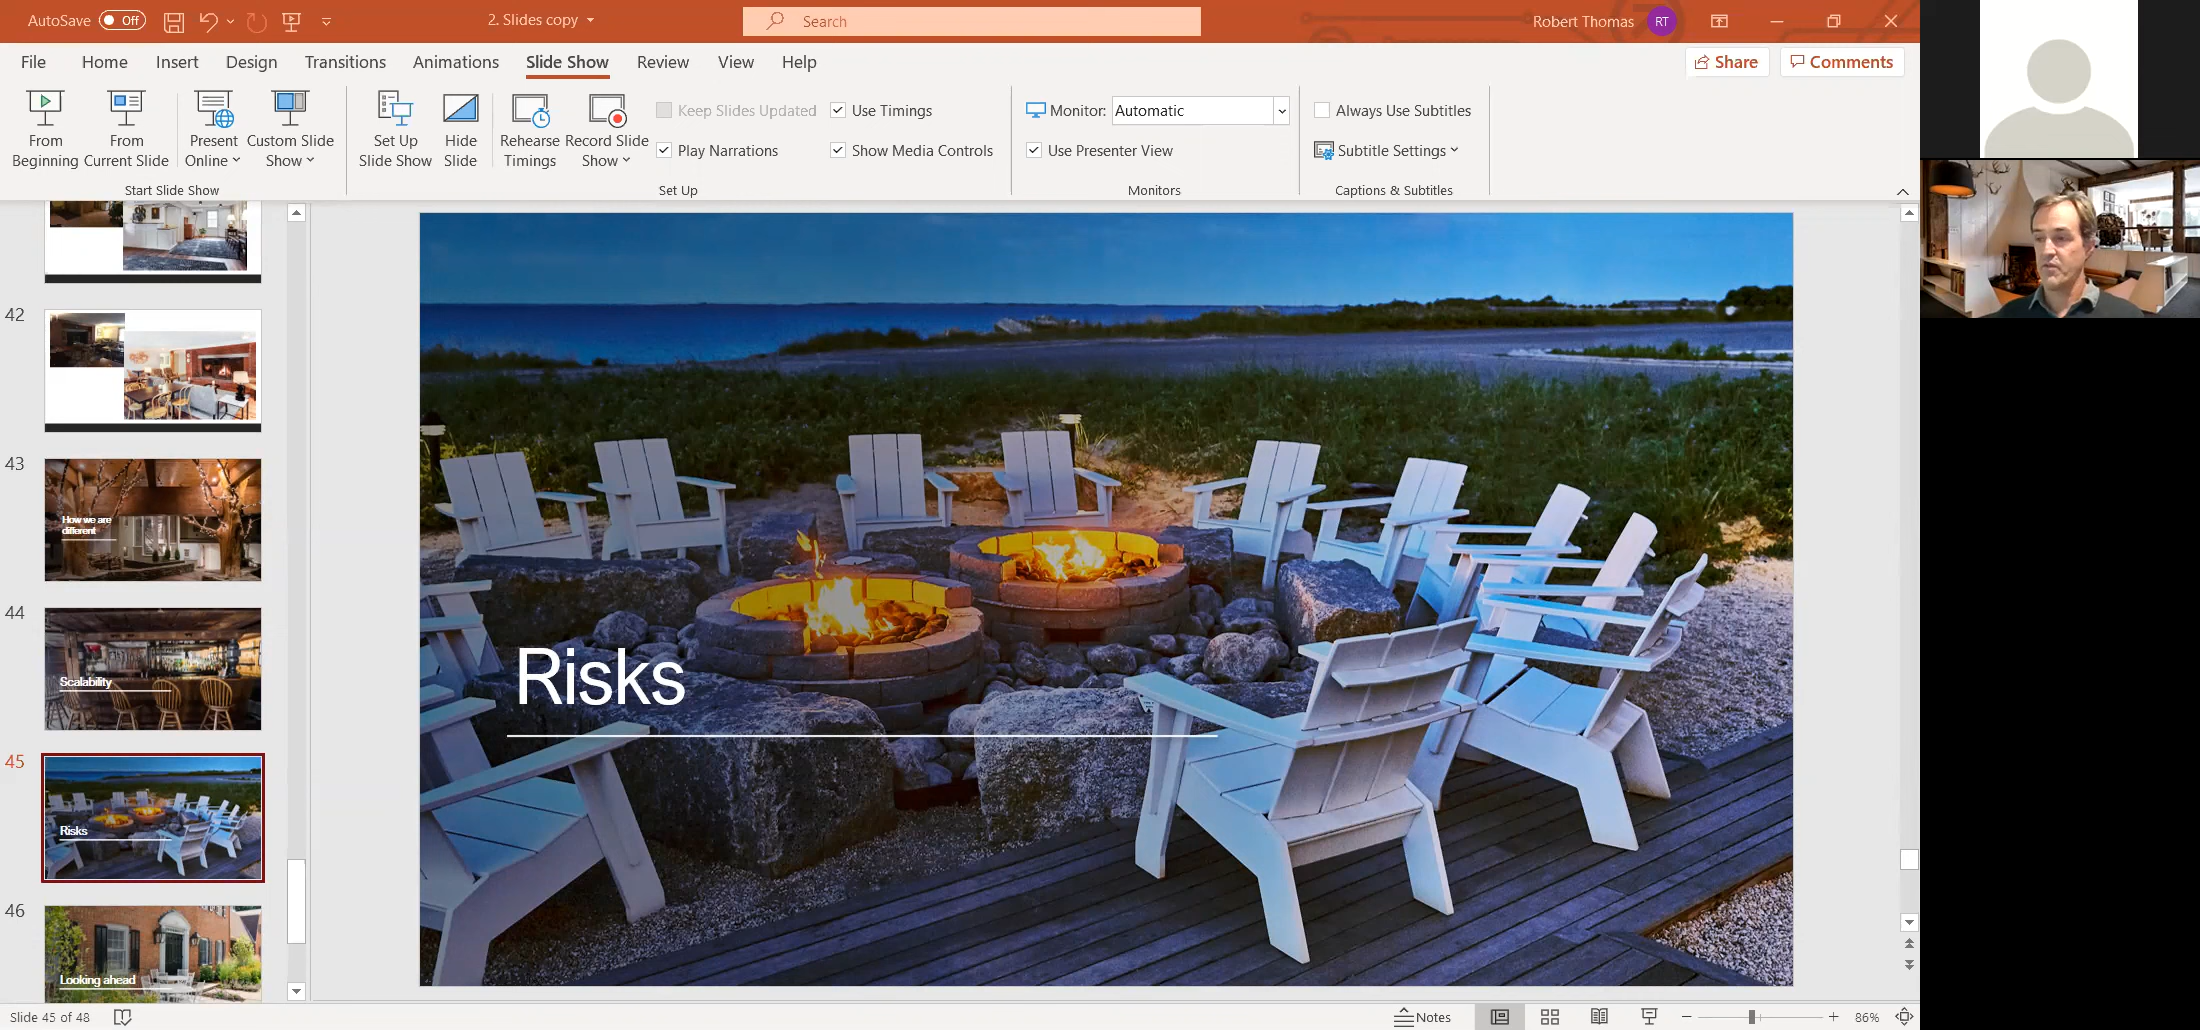 AutoSave Off
2. Slides copy
Search
Robert Thomas RT
File Home Insert Design Transitions Animations Slide Show Review View Help
Share Comments
From Beginning
From Current Slide
Present Online
Custom Slide Show
Start Slide Show
Set Up Slide Show
Hide Slide
Rehearse Timings
Record Slide Show
Keep Slides Updated
Use Timings
Play Narrations
Show Media Controls
Set Up
Monitor: Automatic
Use Presenter View
Monitors
Always Use Subtitles
Subtitle Settings
Captions & Subtitles
42
43
How we are
different
44
Scalability
45
Risks
46
Looking ahead
Risks
Slide 45 of 48
Notes
86%